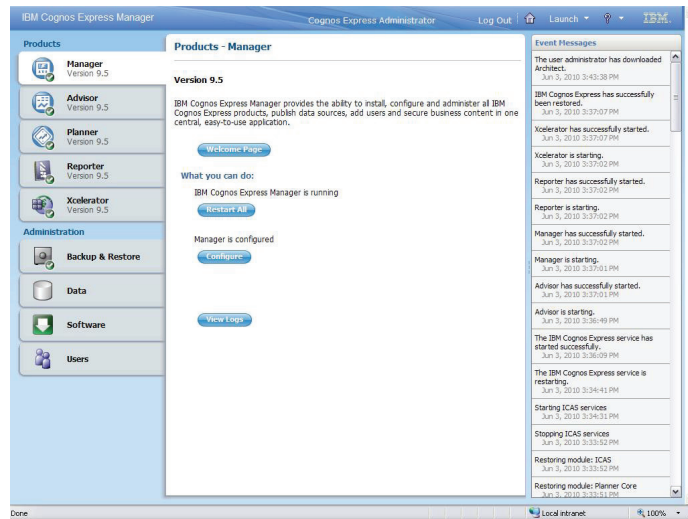 IBM Cognos Express Manager
Cognos Express Administrator
Log Out
Launch
?
IBM.
Products
Manager
Version 9.5
Advisor
Version 9.5
Planner
Version 9.5
Reporter
Version 9.5
Xcelerator
Version 9.5
Administration
Backup & Restore
Data
Software
Users
Products - Manager
Version 9.5
IBM Cognos Express Manager provides the ability to install, configure and administer all IBM
Cognos Express products, publish data sources, add users and secure business content in one
central, easy-to-use application.
Welcome Page
What you can do:
IBM Cognos Express Manager is running
Restart All
Manager is configured
Configure
View Logs
Event Messages
The user administrator has downloaded
Architect.
Jun 3, 2010 3:43:38 PM
IBM Cognos Express has successfully
been restored.
Jun 3, 2010 3:37:07 PM
Xcelerator has successfully started.
Jun 3, 2010 3:37:07 PM
Xcelerator is starting.
Jun 3, 2010 3:37:02 PM
Reporter has successfully started.
Jun 3, 2010 3:37:02 PM
Reporter is starting.
Jun 3, 2010 3:37:02 PM
Manager has successfully started.
Jun 3, 2010 3:37:02 PM
Manager is starting.
Jun 3, 2010 3:37:01 PM
Advisor has successfully started.
Jun 3, 2010 3:37:01 PM
Advisor is starting.
Jun 3, 2010 3:36:49 PM
The IBM Cognos Express service has
started successfully.
Jun 3, 2010 3:36:09 PM
The IBM Cognos Express service is
restarting.
Jun 3, 2010 3:34:41 PM
Starting ICAS services
Jun 3, 2010 3:34:31 PM
Stopping ICAS services
Jun 3, 2010 3:33:52 PM
Restoring module: ICAS
Jun 3, 2010 3:33:52 PM
Restoring module: Planner Core
Jun 3, 2010 3:33:51 PM
Done
Local intranet
100%